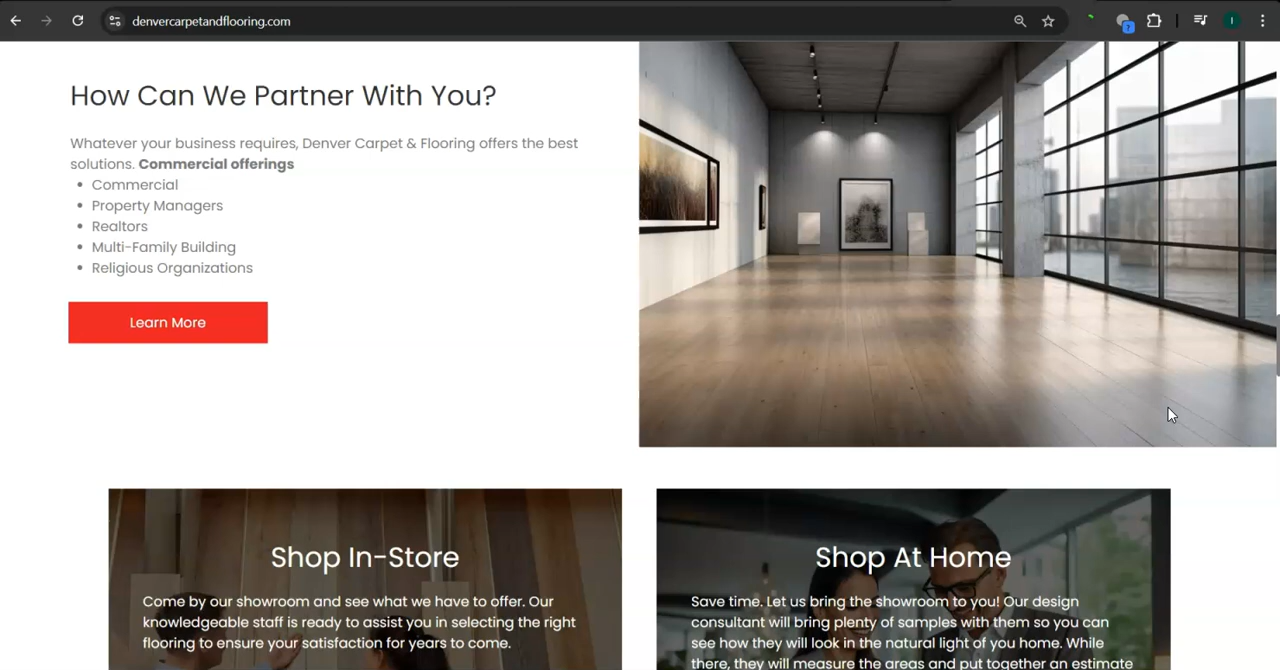 denvercarpetandflooring.com
How Can We Partner With You?
Whatever your business requires, Denver Carpet & Flooring offers the best
solutions. Commercial offerings
Commercial
Property Managers
Realtors
Multi-Family Building
Religious Organizations
Learn More
Shop In-Store
Come by our showroom and see what we have to offer. Our
knowledgeable staff is ready to assist you in selecting the right
flooring to ensure your satisfaction for years to come.
Shop At Home
Save time. Let us bring the showroom to you! Our design
consultant will bring plenty of samples with them so you can
see how they will look in the natural light of you home. While
there, they will measure the areas and put together an estimate